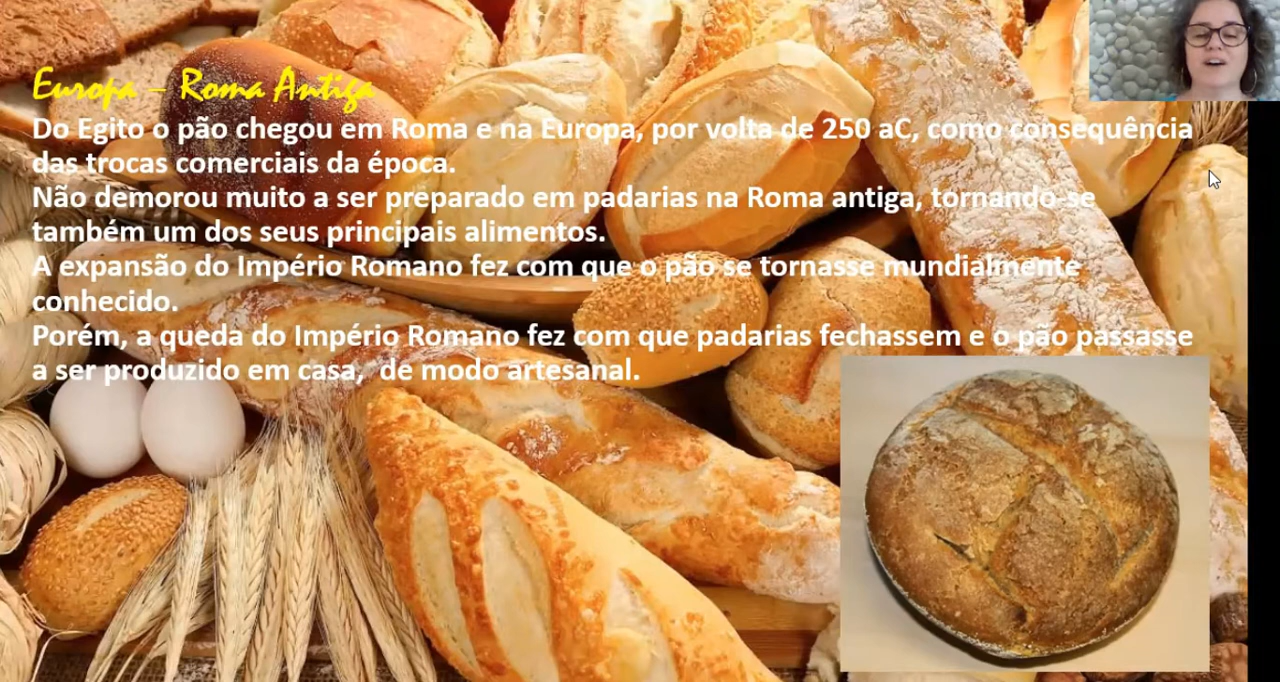 Europa – Roma Antiga
Do Egito o pão chegou em Roma e na Europa, por volta de 250 aC, como consequência
das trocas comerciais da época.
Não demorou muito a ser preparado em padarias na Roma antiga, tornando-se
também um dos seus principais alimentos.
A expansão do Império Romano fez com que o pão se tornasse mundialmente
conhecido.
Porém, a queda do Império Romano fez com que padarias fechassem e o pão passasse
a ser produzido em casa,  de modo artesanal.